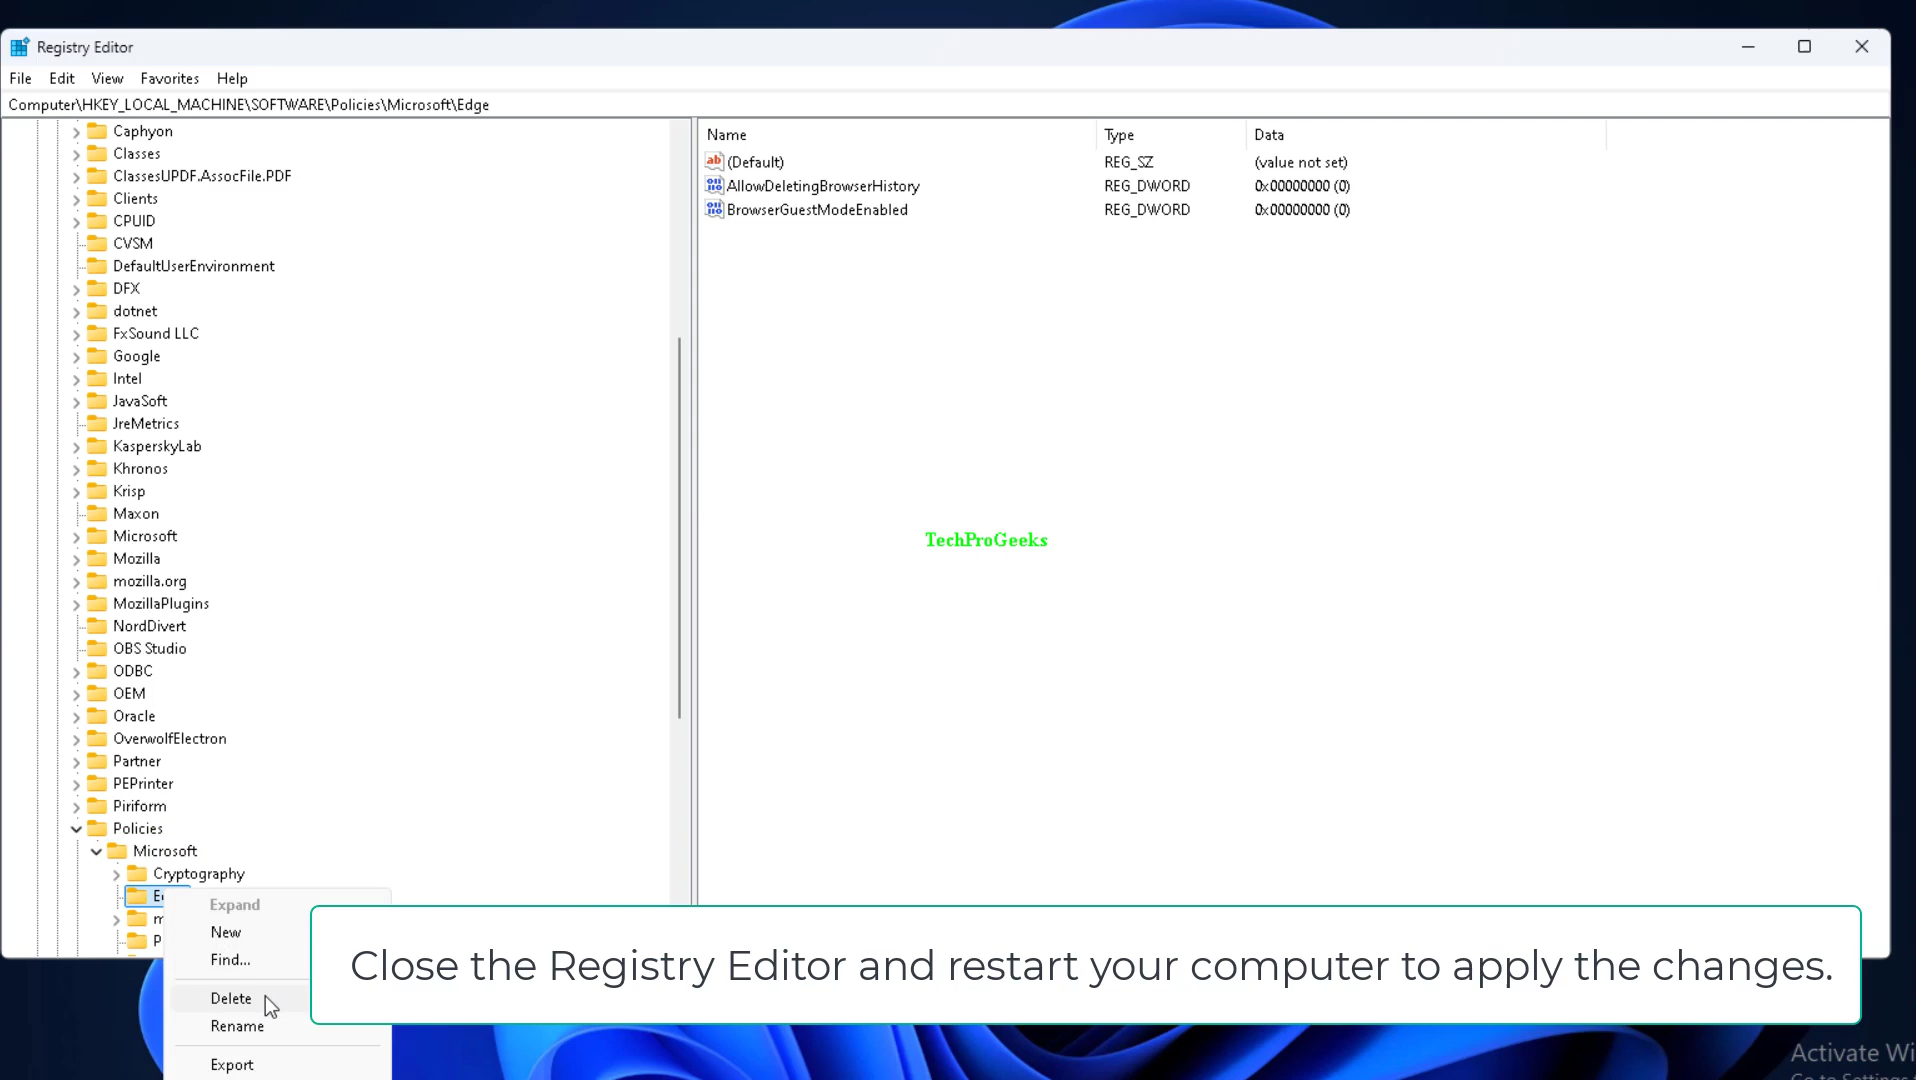 Registry Editor
File Edit View Favorites Help
Computer\HKEY_LOCAL_MACHINE\SOFTWARE\Policies\Microsoft\Edge
Caphyon
Classes
ClassesUPDF.AssocFile.PDF
Clients
CPUID
CVSM
DefaultUserEnvironment
DFX
dotnet
FxSound LLC
Google
Intel
JavaSoft
JreMetrics
KasperskyLab
Khronos
Krisp
Maxon
Microsoft
Mozilla
mozilla.org
MozillaPlugins
NordDivert
OBS Studio
ODBC
OEM
Oracle
OverwolfElectron
Partner
PEPrinter
Piriform
Policies
Microsoft
Cryptography
Expand
New
Find...
Delete
Rename
Export
Name Type Data
(Default) REG_SZ (value not set)
AllowDeletingBrowserHistory REG_DWORD 0x00000000 (0)
BrowserGuestModeEnabled REG_DWORD 0x00000000 (0)
TechProGeeks
Close the Registry Editor and restart your computer to apply the changes.
Activate Wi